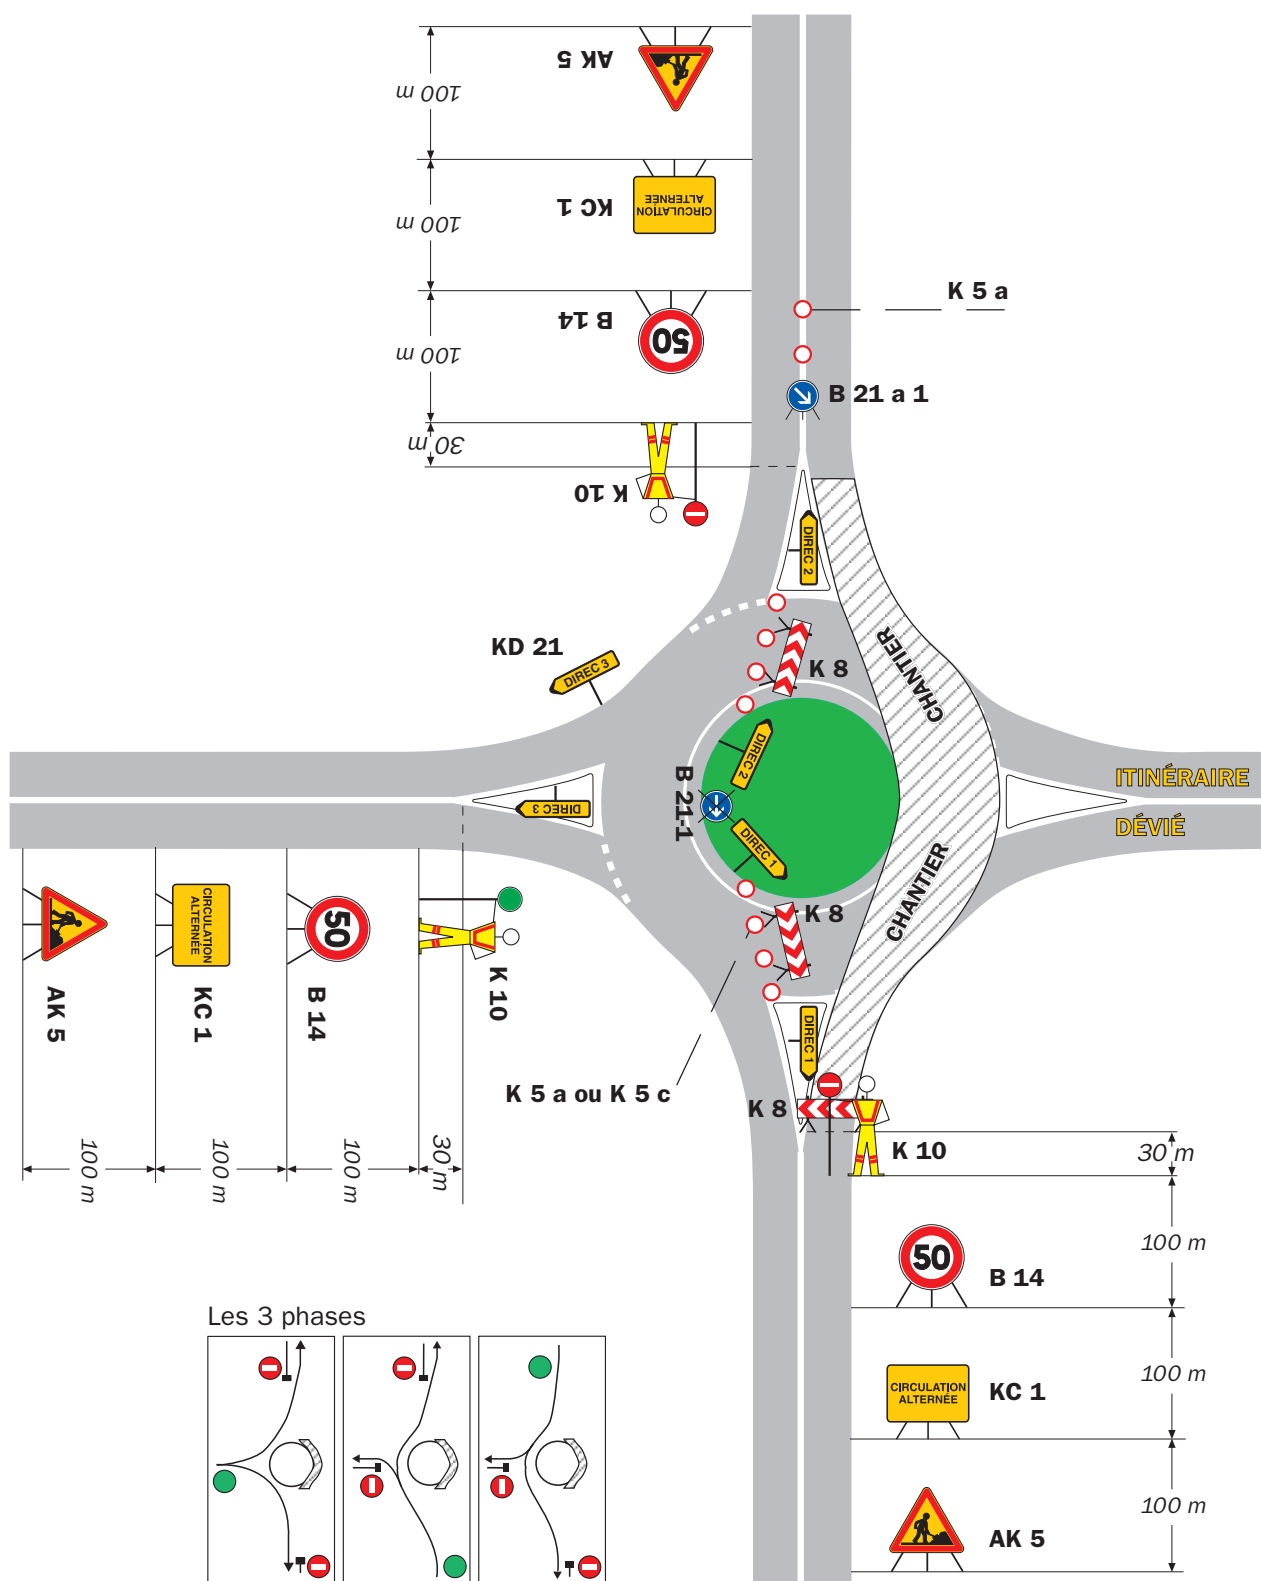 AK 5
100 m
KC 1
CIRCULATION
ALTERNÉE
100 m
B 14
50
100 m
30 m
K 10
K 5 a
B 21 a 1
DIREC 2
KD 21
DIREC 3
K 8
CHANTIER
DIREC 2
B 21-1
DIREC 3
DIREC 1
ITINÉRAIRE
DÉVIÉ
CHANTIER
K 8
AK 5
CIRCULATION
ALTERNÉE
KC 1
50
B 14
K 10
DIREC 1
K 5 a ou K 5 c
K 8
K 10
100 m
100 m
100 m
30 m
30 m
50
B 14
100 m
CIRCULATION
ALTERNÉE
KC 1
100 m
AK 5
100 m
Les 3 phases